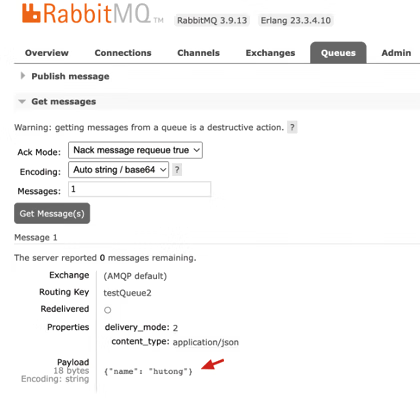 RabbitMQ TM RabbitMQ 3.9.13 Erlang 23.3.4.10
Overview Connections Channels Exchanges Queues Admin
Publish message
Get messages
Warning: getting messages from a queue is a destructive action. ?
Ack Mode: Nack message requeue true
Encoding: Auto string / base64 ?
Messages: 1
Get Message(s)
Message 1
The server reported 0 messages remaining.
Exchange (AMQP default)
Routing Key testQueue2
Redelivered ○
Properties delivery_mode: 2
content_type: application/json
Payload
18 bytes {"name": "hutong"}
Encoding: string